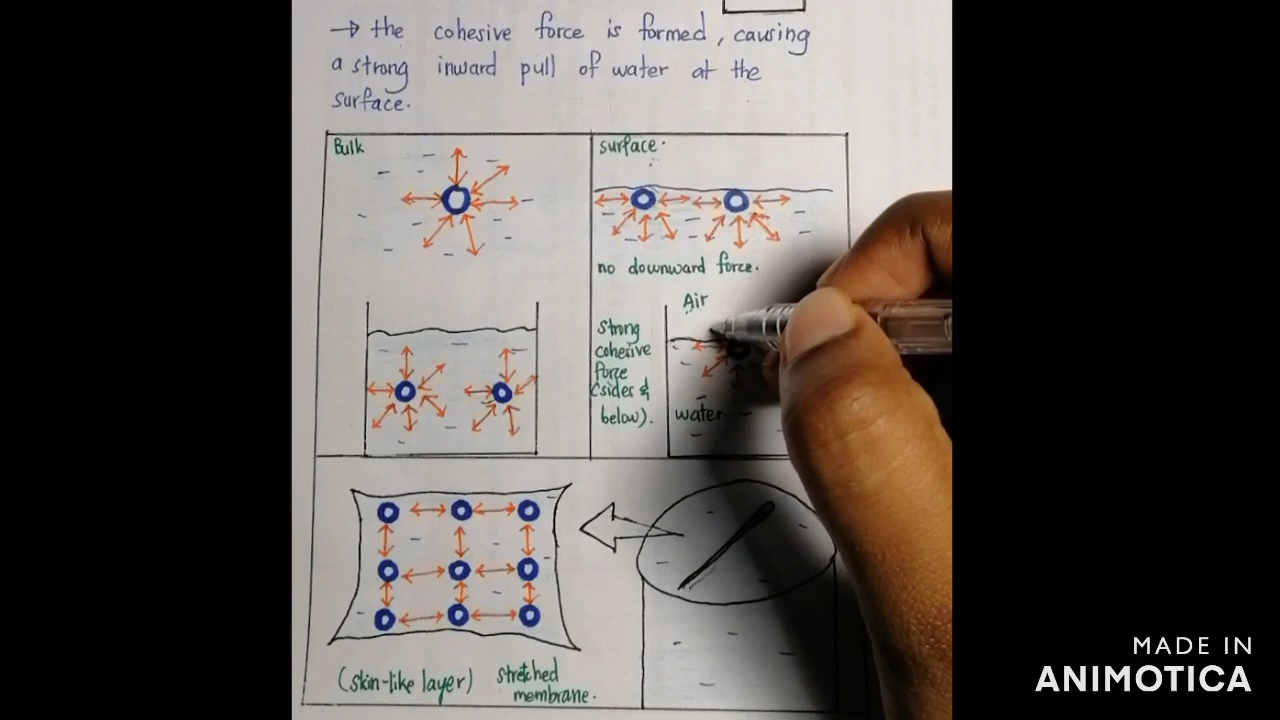 → the cohesive force is formed, causing
a strong inward pull of water at the
surface.
Bulk
surface.
no downward force.
Air
Strong
cohesive
force
(sides &
below).
water
(skin-like layer) stretched
membrane.
MADE IN
ANIMOTICA